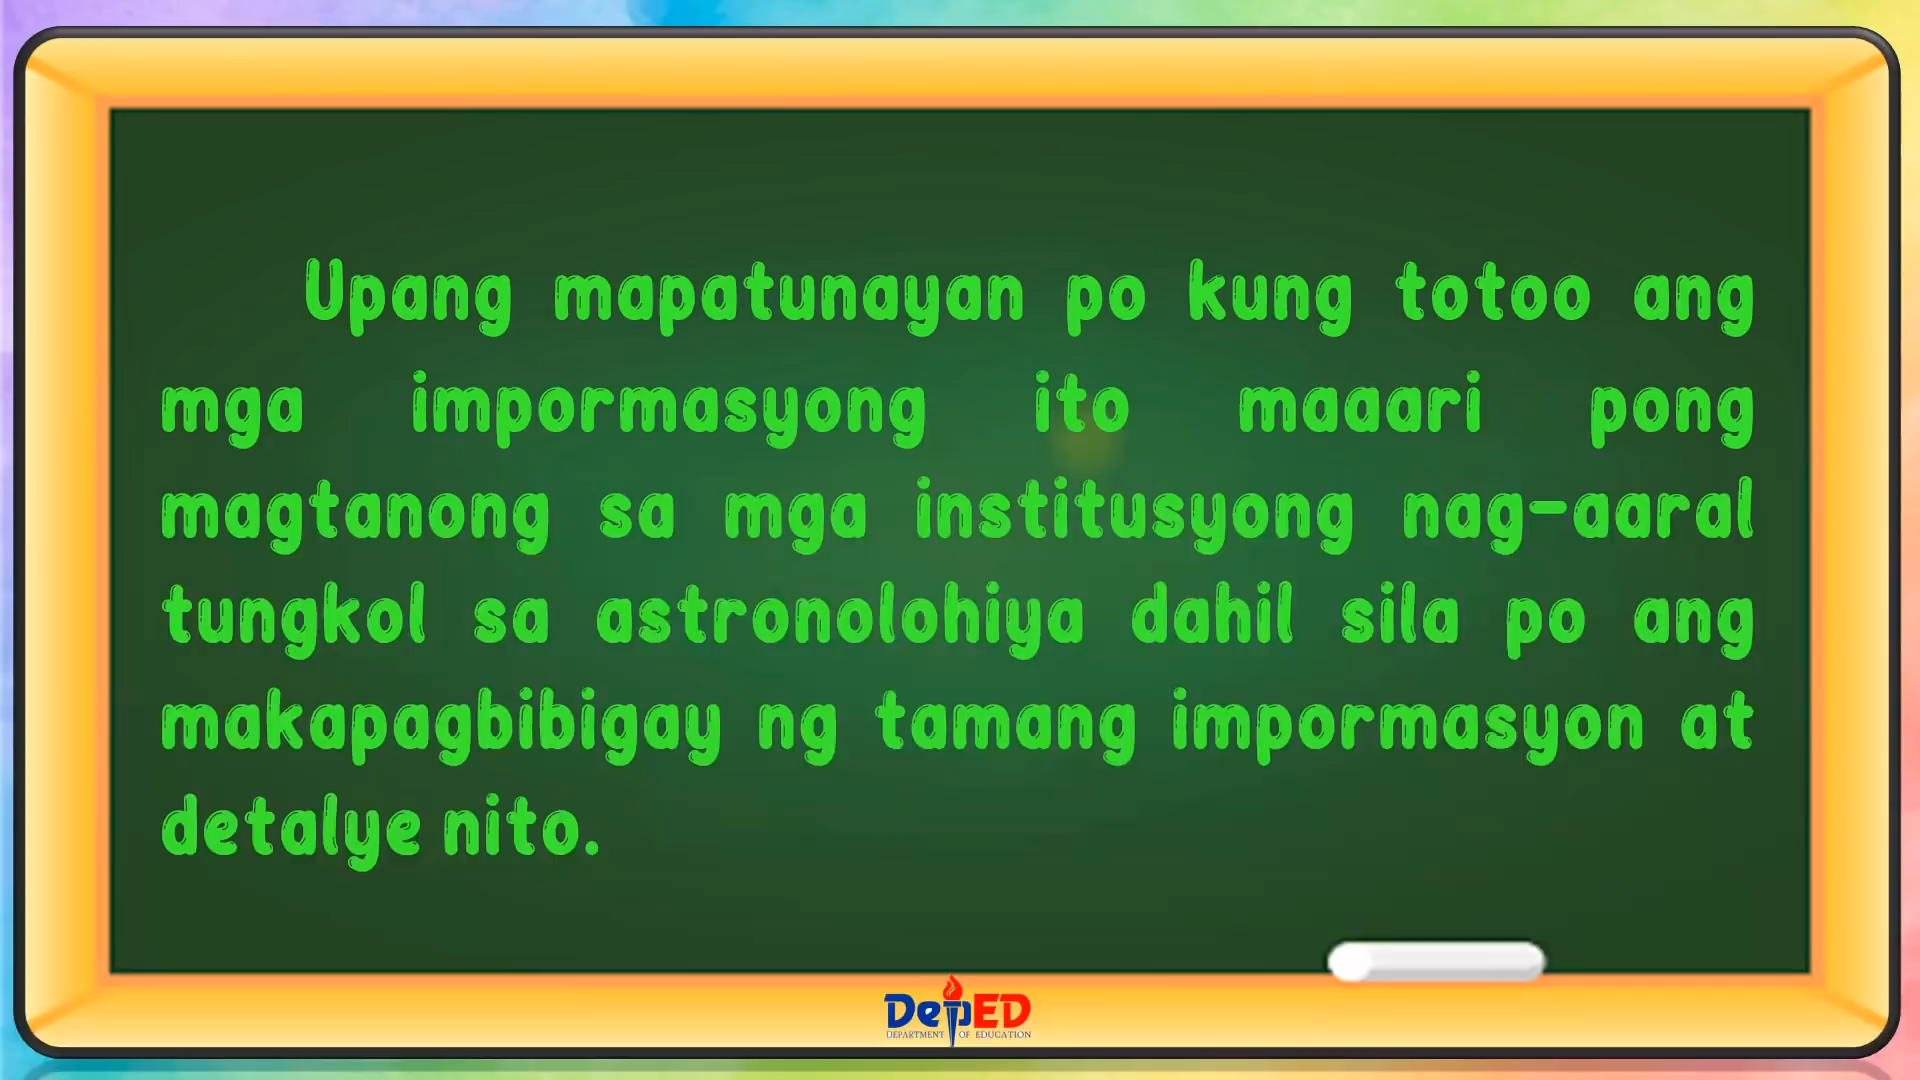 Upang mapatunayan po kung totoo ang
mga impormasyong ito maaari pong
magtanong sa mga institusyong nag-aaral
tungkol sa astronolohiya dahil sila po ang
makapagbibigay ng tamang impormasyon at
detalye nito.
DepED
DEPARTMENT OF EDUCATION